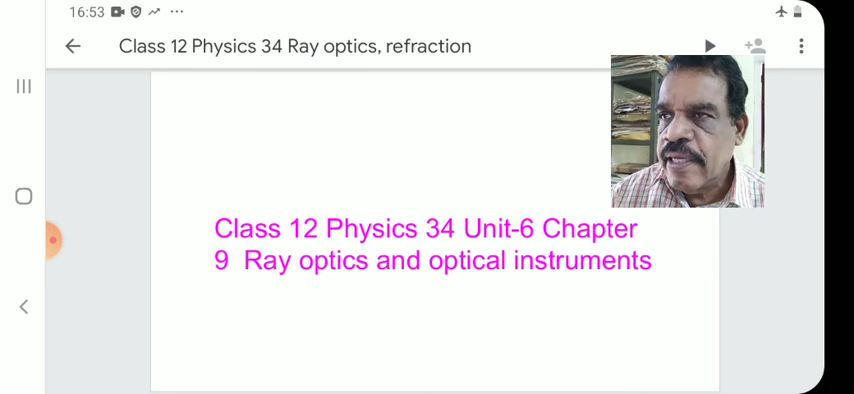 16:53
Class 12 Physics 34 Ray optics, refraction
Class 12 Physics 34 Unit-6 Chapter
9 Ray optics and optical instruments